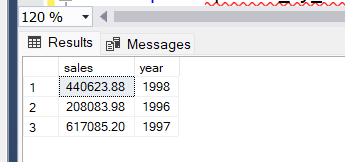 120 %
Results Messages
sales year
1 440623.88 1998
2 208083.98 1996
3 617085.20 1997